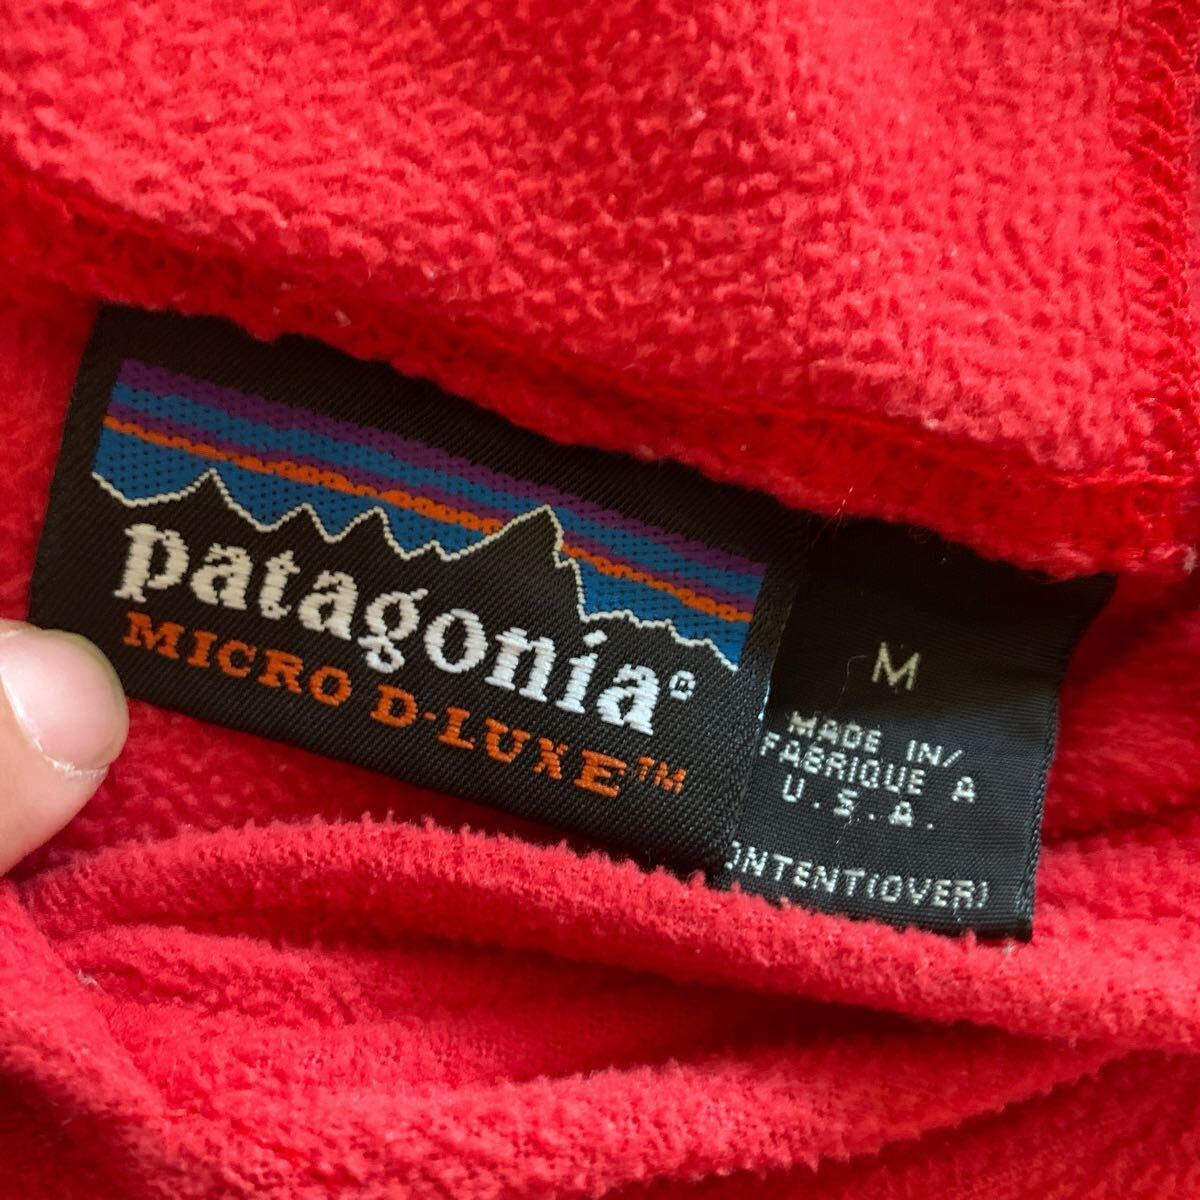 patagonia®
MICRO D-LUXE™
M
MADE IN/
FABRIQUE A
U.S.A.
ONTENT(OVER)